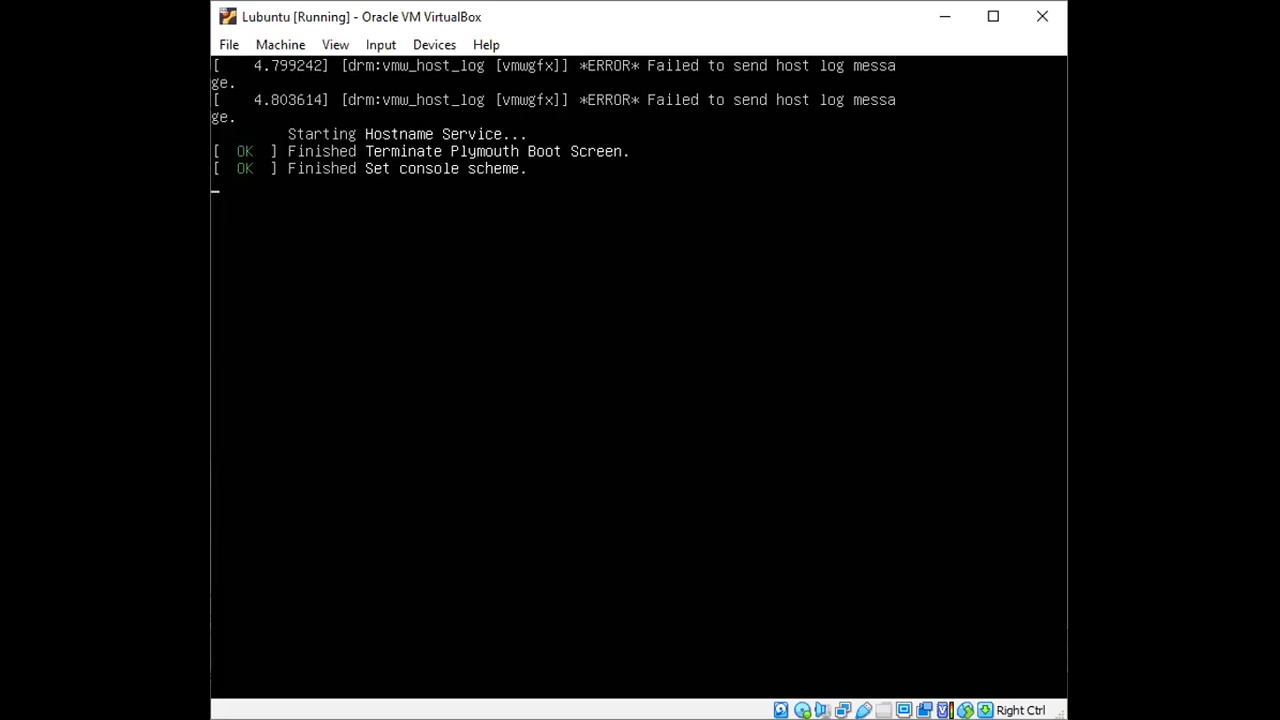 Lubuntu [Running] - Oracle VM VirtualBox
File Machine View Input Devices Help
[    4.799242] [drm:vmw_host_log [vmwgfx]] *ERROR* Failed to send host log messa
ge.
[    4.803614] [drm:vmw_host_log [vmwgfx]] *ERROR* Failed to send host log messa
ge.
         Starting Hostname Service...
[  OK  ] Finished Terminate Plymouth Boot Screen.
[  OK  ] Finished Set console scheme.
Right Ctrl